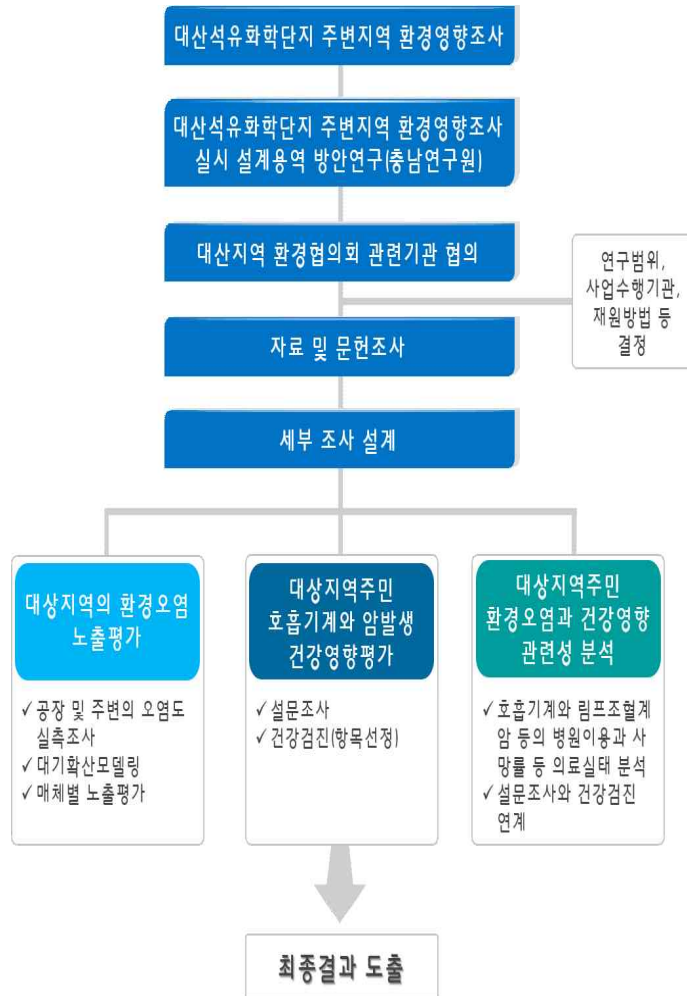 대산석유화학단지 주변지역 환경영향조사
대산석유화학단지 주변지역 환경영향조사
실시 설계용역 방안연구(충남연구원)
대산지역 환경협의회 관련기관 협의
연구범위,
사업수행기관,
재원방법 등
결정
자료 및 문헌조사
세부 조사 설계
대상지역의 환경오염
노출평가
✓ 공장 및 주변의 오염도
실측조사
✓ 대기확산모델링
✓ 매체별 노출평가
대상지역주민
호흡기계와 암발생
건강영향평가
✓ 설문조사
✓ 건강검진(항목선정)
대상지역주민
환경오염과 건강영향
관련성 분석
✓ 호흡기계와 림프조혈계
암 등의 병원이용과 사
망률 등 의료실태 분석
✓ 설문조사와 건강검진
연계
최종결과 도출